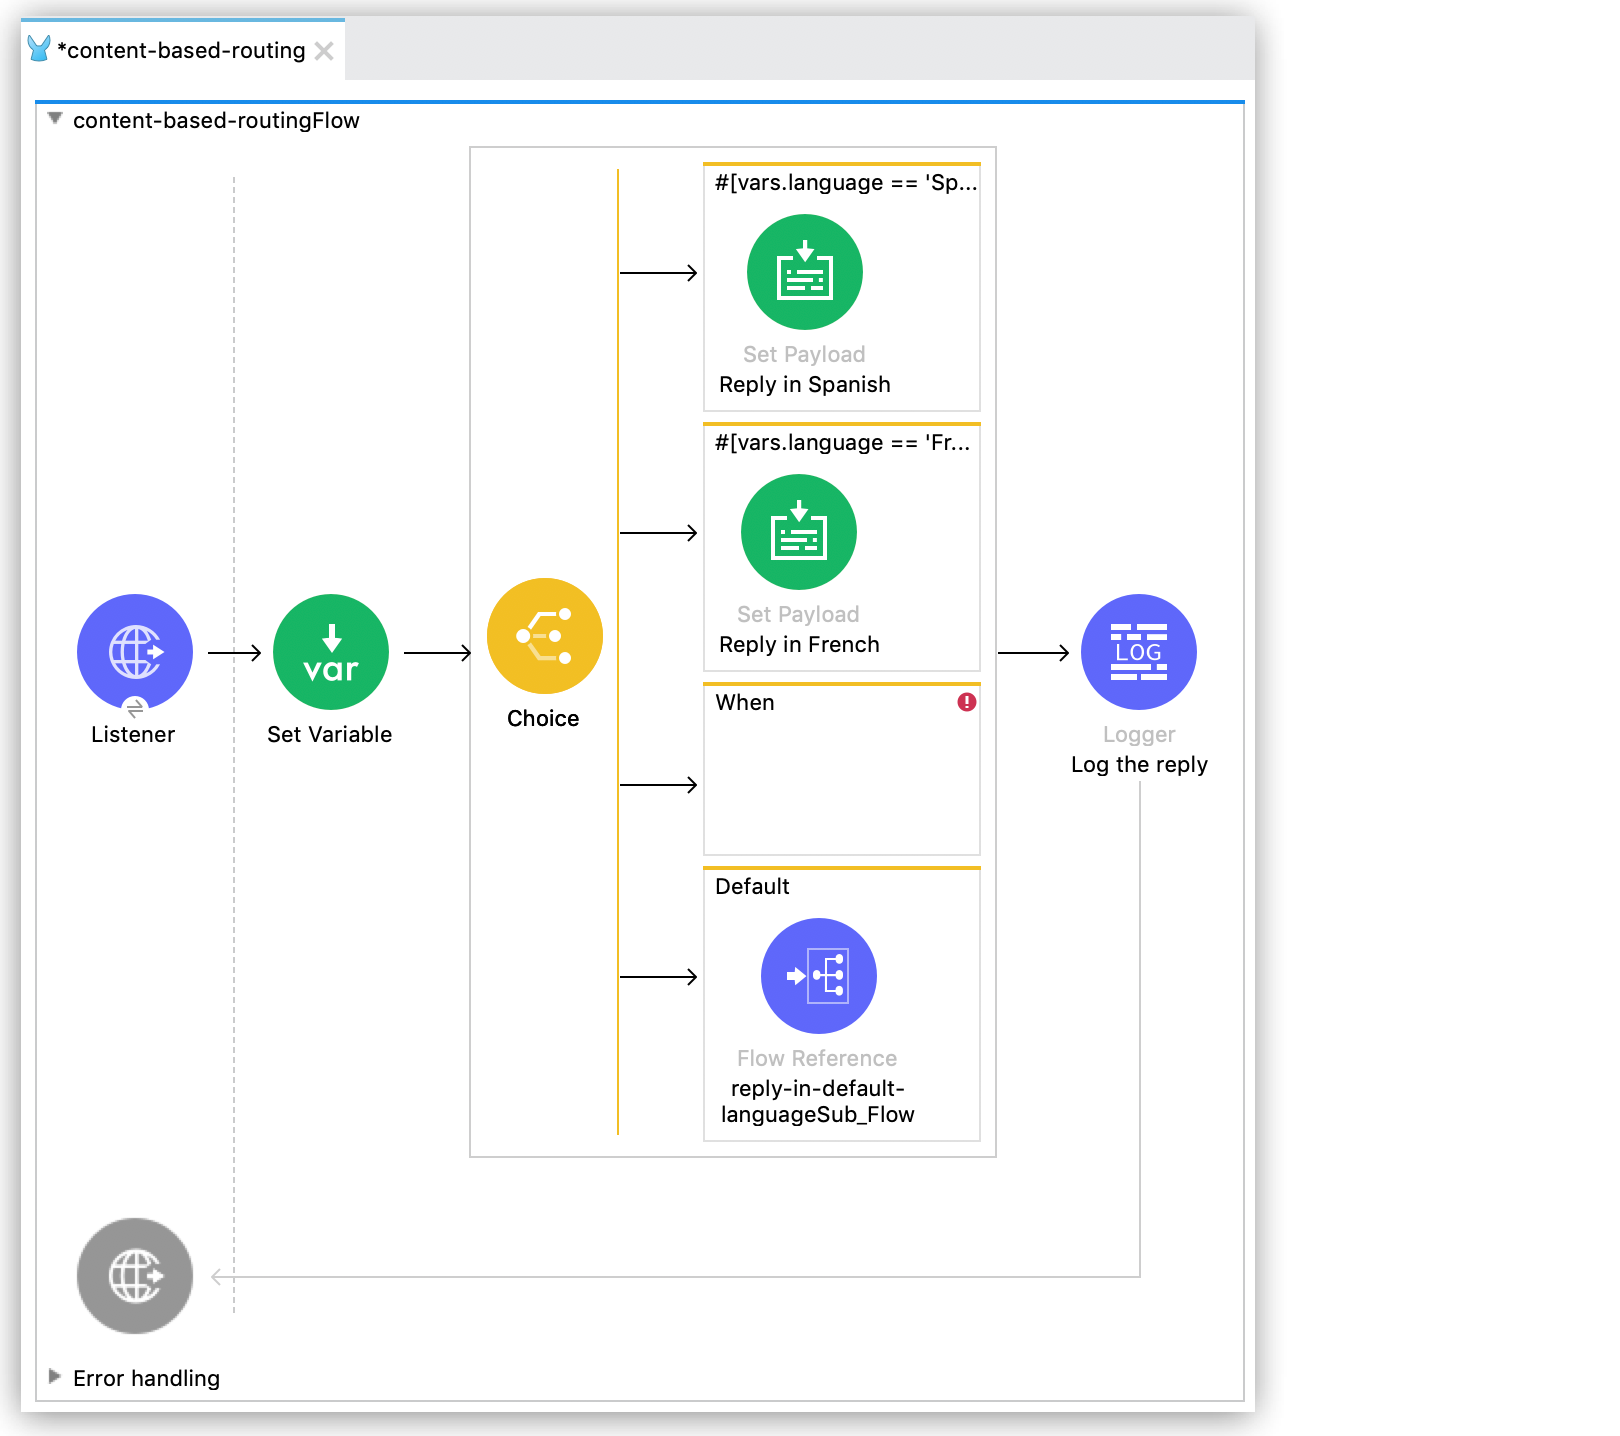 *content-based-routing
content-based-routingFlow
#[vars.language == 'Sp...
Set Payload
Reply in Spanish
#[vars.language == 'Fr...
Set Payload
Reply in French
When
Listener
var
Set Variable
Choice
LOG
Logger
Log the reply
Default
Flow Reference
reply-in-default-
languageSub_Flow
Error handling